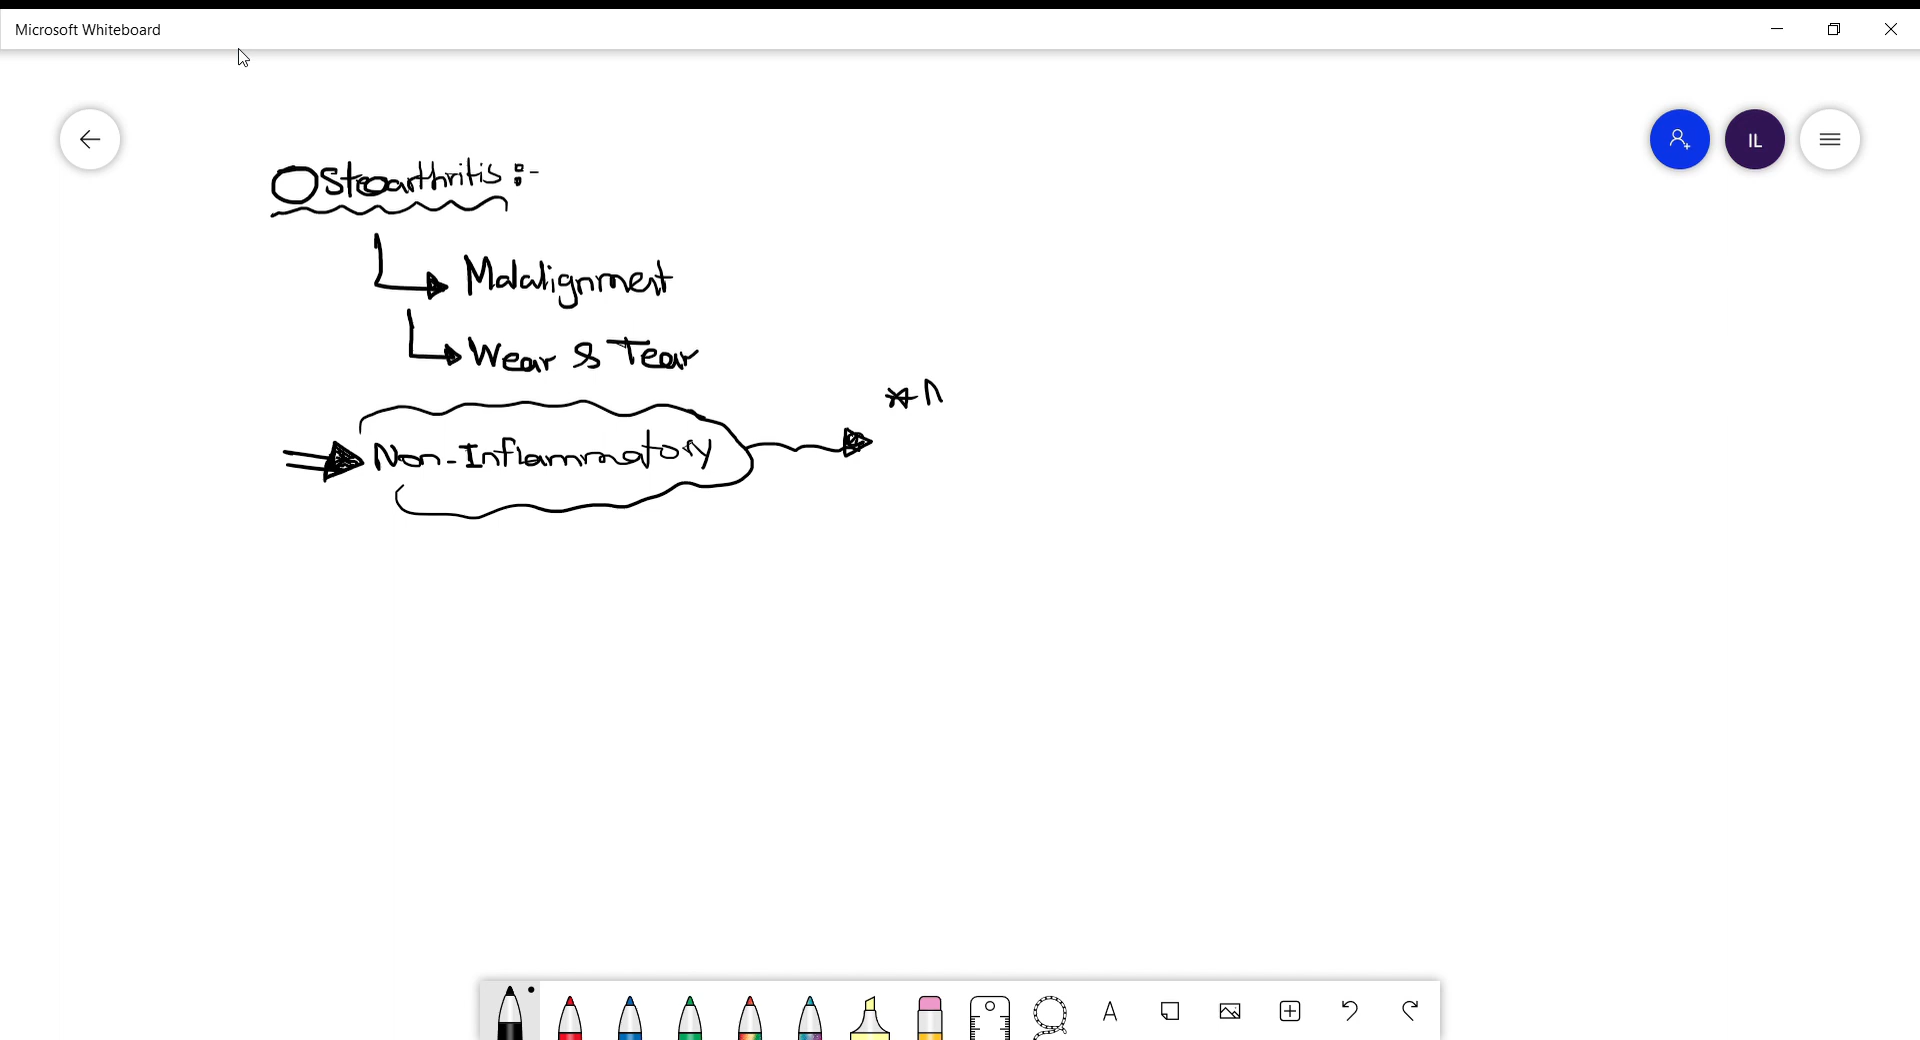 Microsoft Whiteboard
IL
Osteoarthritis :-
Malalignment
Wear & Tear
* n
Non-Inflammatory
A